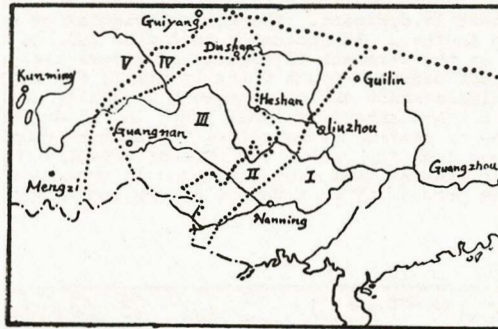 Guiyang
Dushan
V
IV
Kunming
Guilin
Heshan
III
Guangnan
Liuzhou
II
I
Guangzhou
Mengzi
Nanning